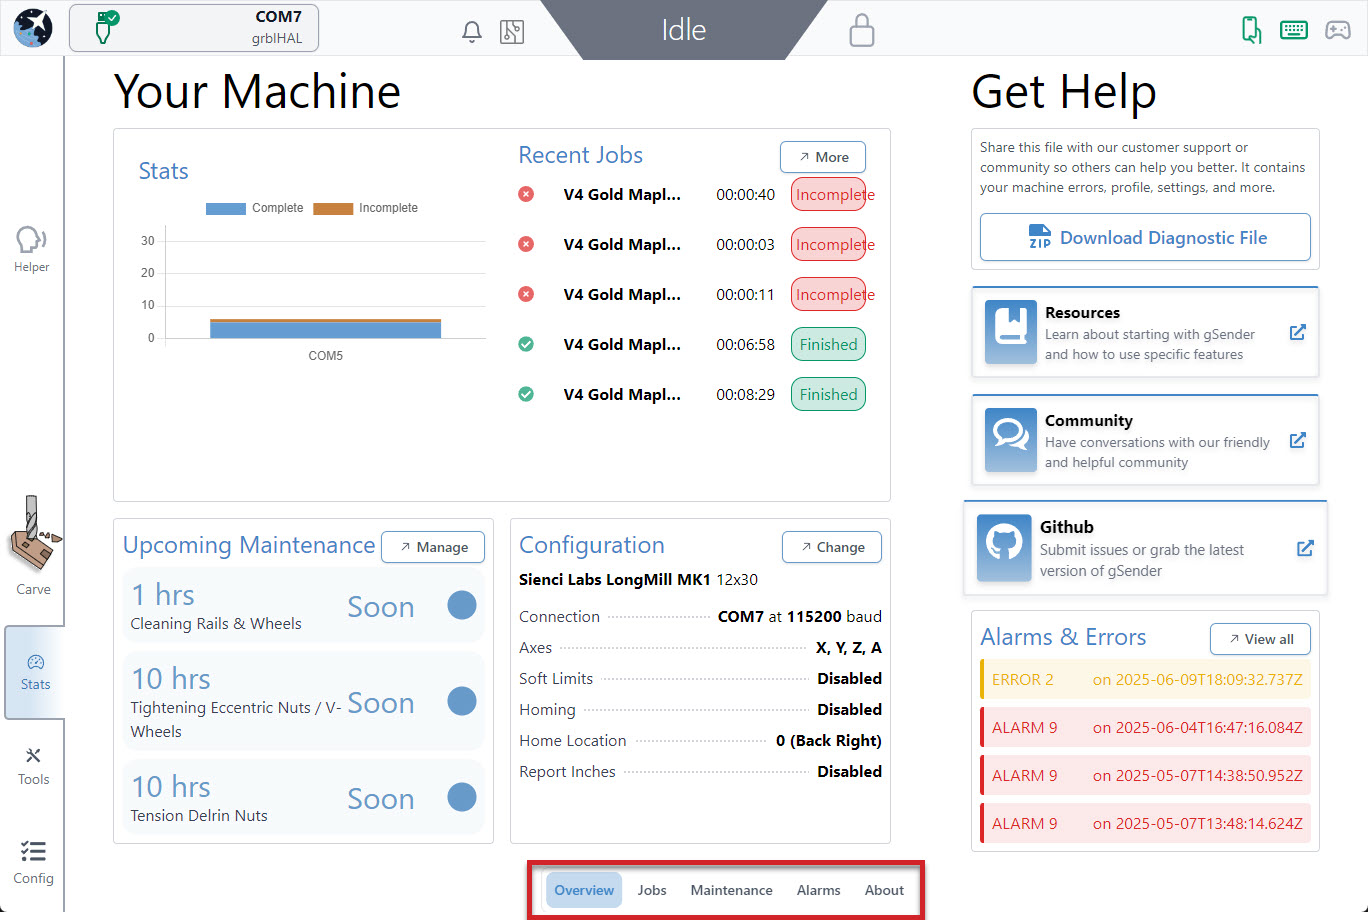 COM7
grblHAL
Idle
Helper
Carve
Stats
Tools
Config
Your Machine
Stats
Complete
Incomplete
30
20
10
0
COM5
Recent Jobs
More
V4 Gold Mapl... 00:00:40 Incomplete
V4 Gold Mapl... 00:00:03 Incomplete
V4 Gold Mapl... 00:00:11 Incomplete
V4 Gold Mapl... 00:06:58 Finished
V4 Gold Mapl... 00:08:29 Finished
Upcoming Maintenance
Manage
1 hrs
Cleaning Rails & Wheels
Soon
10 hrs
Tightening Eccentric Nuts / V-
Wheels
Soon
10 hrs
Tension Delrin Nuts
Soon
Configuration
Change
Sienci Labs LongMill MK1 12x30
Connection COM7 at 115200 baud
Axes X, Y, Z, A
Soft Limits Disabled
Homing Disabled
Home Location 0 (Back Right)
Report Inches Disabled
Get Help
Share this file with our customer support or
community so others can help you better. It contains
your machine errors, profile, settings, and more.
ZIP Download Diagnostic File
Resources
Learn about starting with gSender
and how to use specific features
Community
Have conversations with our friendly
and helpful community
Github
Submit issues or grab the latest
version of gSender
Alarms & Errors
View all
ERROR 2 on 2025-06-09T18:09:32.737Z
ALARM 9 on 2025-06-04T16:47:16.084Z
ALARM 9 on 2025-05-07T14:38:50.952Z
ALARM 9 on 2025-05-07T13:48:14.624Z
Overview Jobs Maintenance Alarms About